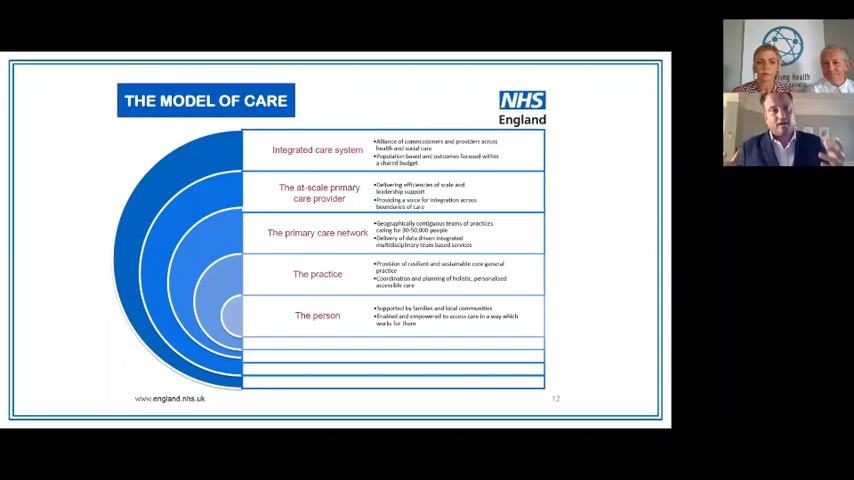 THE MODEL OF CARE
NHS
England
Integrated care system
•Alliance of commissioners and providers across
health and social care
•Population based and outcomes focused within
a shared budget
The at-scale primary
care provider
•Delivering efficiencies of scale and
leadership support
•Providing a voice for integration across
boundaries of care
The primary care network
•Geographically contiguous teams of practices
caring for 30-50,000 people
•Delivery of data driven integrated
multidisciplinary team based services
The practice
•Provision of resilient and sustainable core general
practice
•Coordination and planning of holistic, personalised
accessible care
The person
•Supported by families and local communities
•Enabled and empowered to access care in a way which
works for them
www.england.nhs.uk
12
Health